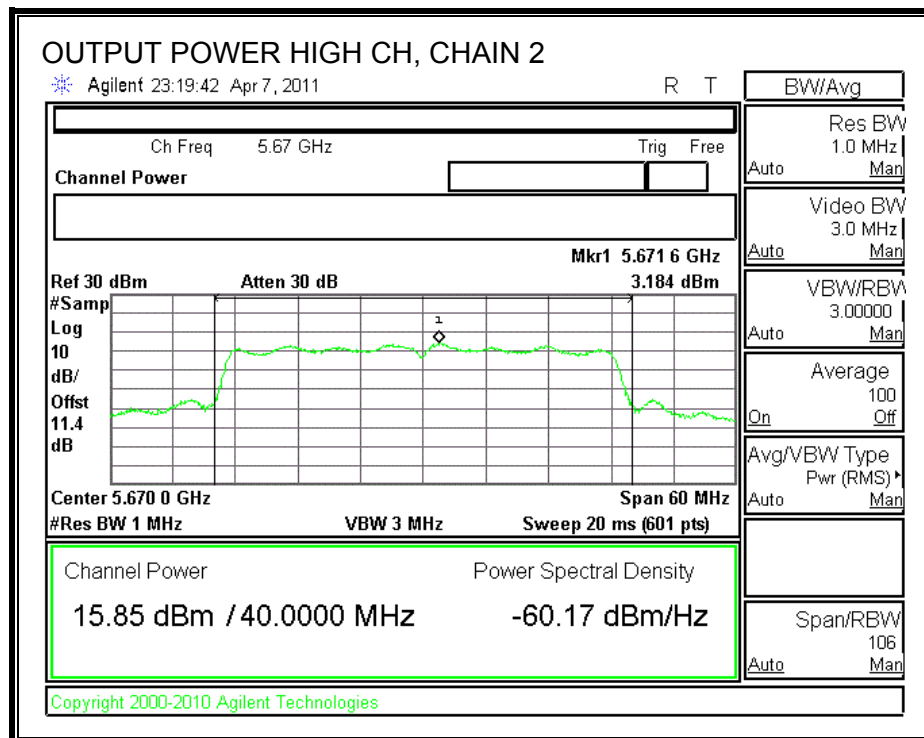 OUTPUT POWER HIGH CH, CHAIN 2
Agilent 23:19:42 Apr 7, 2011 R T
Ch Freq 5.67 GHz Trig Free
Channel Power
Mkr1 5.671 6 GHz
Ref 30 dBm Atten 30 dB 3.184 dBm
#Samp
Log
10
dB/
Offst
11.4
dB
1
Center 5.670 0 GHz Span 60 MHz
#Res BW 1 MHz VBW 3 MHz Sweep 20 ms (601 pts)
Channel Power Power Spectral Density
15.85 dBm / 40.0000 MHz -60.17 dBm/Hz
Copyright 2000-2010 Agilent Technologies
BW/Avg
Res BW
1.0 MHz
Auto Man
Video BW
3.0 MHz
Auto Man
VBW/RBW
3.00000
Auto Man
Average
100
On Off
Avg/VBW Type
Pwr (RMS)
Auto Man
Span/RBW
106
Auto Man